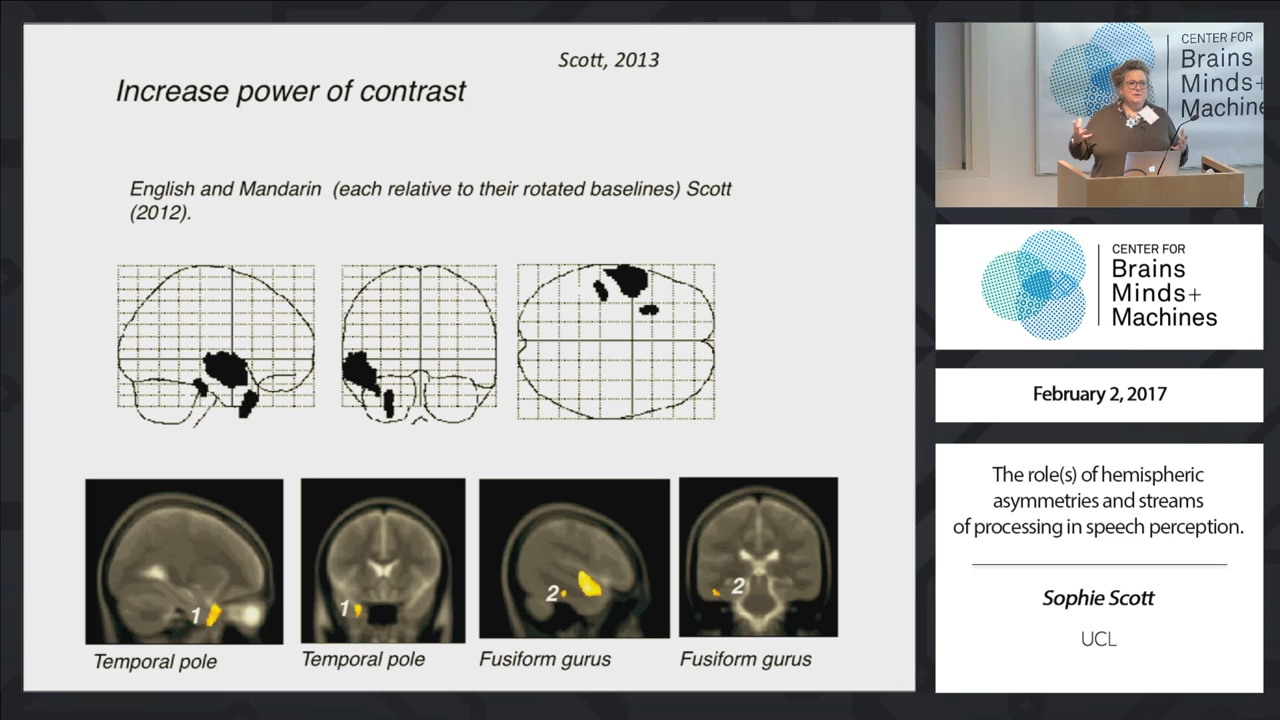 Scott, 2013
Increase power of contrast
English and Mandarin (each relative to their rotated baselines) Scott
(2012).
1
1
2
2
Temporal pole
Temporal pole
Fusiform gurus
Fusiform gurus
CENTER FOR
Brains
Minds+
Machine
CENTER FOR
Brains
Minds+
Machines
February 2, 2017
The role(s) of hemispheric
asymmetries and streams
of processing in speech perception.
Sophie Scott
UCL